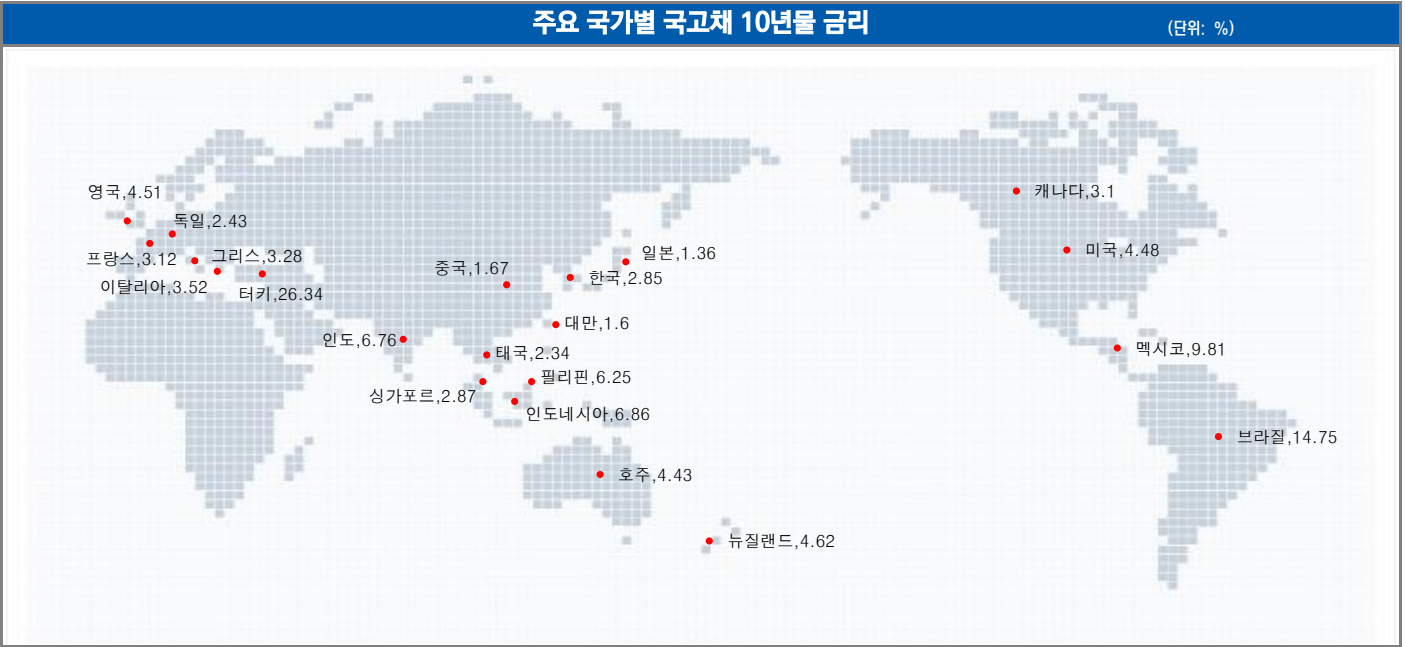 주요 국가별 국고채 10년물 금리
(단위: %)
영국,4.51
독일,2.43
프랑스,3.12
그리스,3.28
이탈리아,3.52
터키,26.34
중국,1.67
일본,1.36
한국,2.85
대만,1.6
인도,6.76
태국,2.34
필리핀,6.25
싱가포르,2.87
인도네시아,6.86
호주,4.43
뉴질랜드,4.62
캐나다,3.1
미국,4.48
멕시코,9.81
브라질,14.75